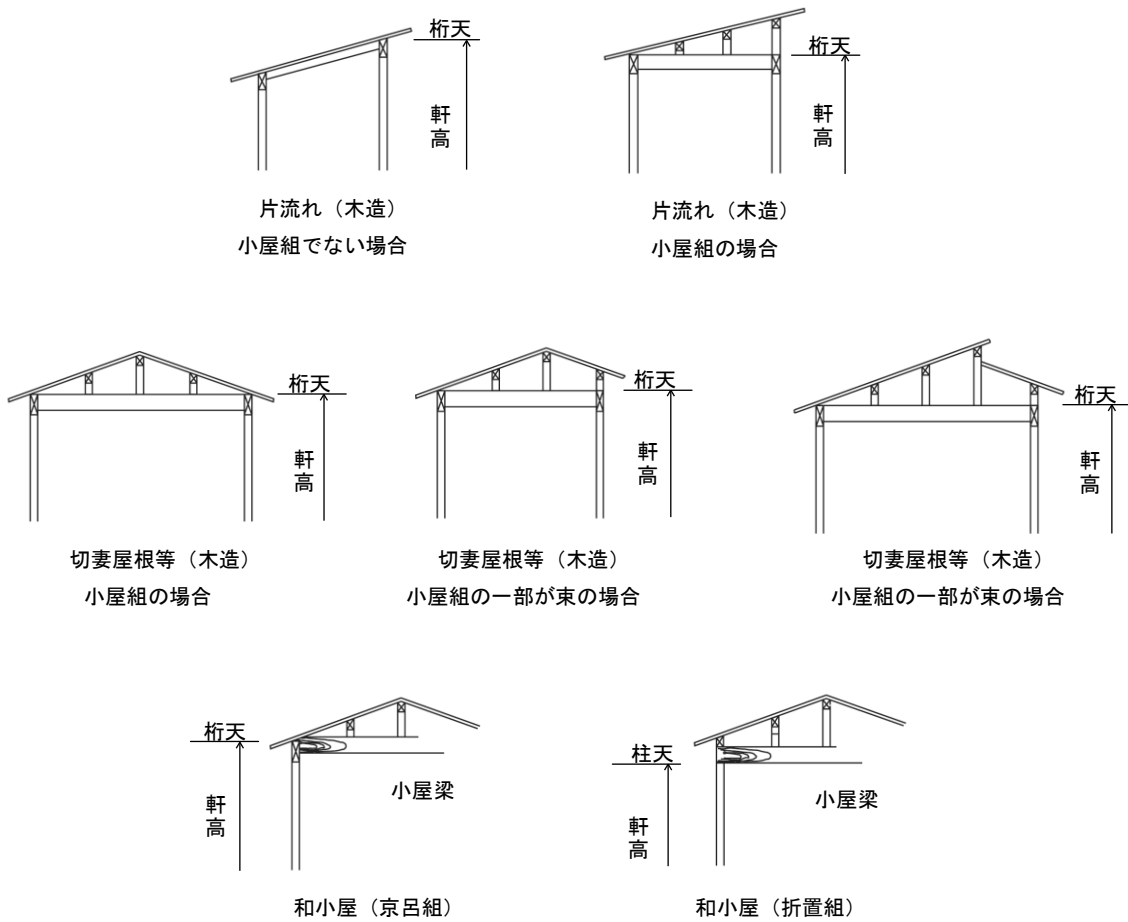 桁天
軒高
片流れ（木造）
小屋組でない場合
桁天
軒高
片流れ（木造）
小屋組の場合
桁天
軒高
切妻屋根等（木造）
小屋組の場合
桁天
軒高
切妻屋根等（木造）
小屋組の一部が束の場合
桁天
軒高
切妻屋根等（木造）
小屋組の一部が束の場合
桁天
軒高
小屋梁
和小屋（京呂組）
柱天
軒高
小屋梁
和小屋（折置組）